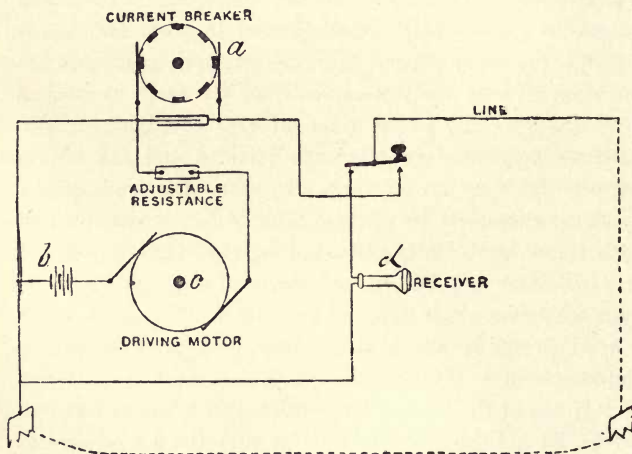 CURRENT BREAKER
a
LINE
ADJUSTABLE
RESISTANCE
b
c
d
RECEIVER
DRIVING MOTOR